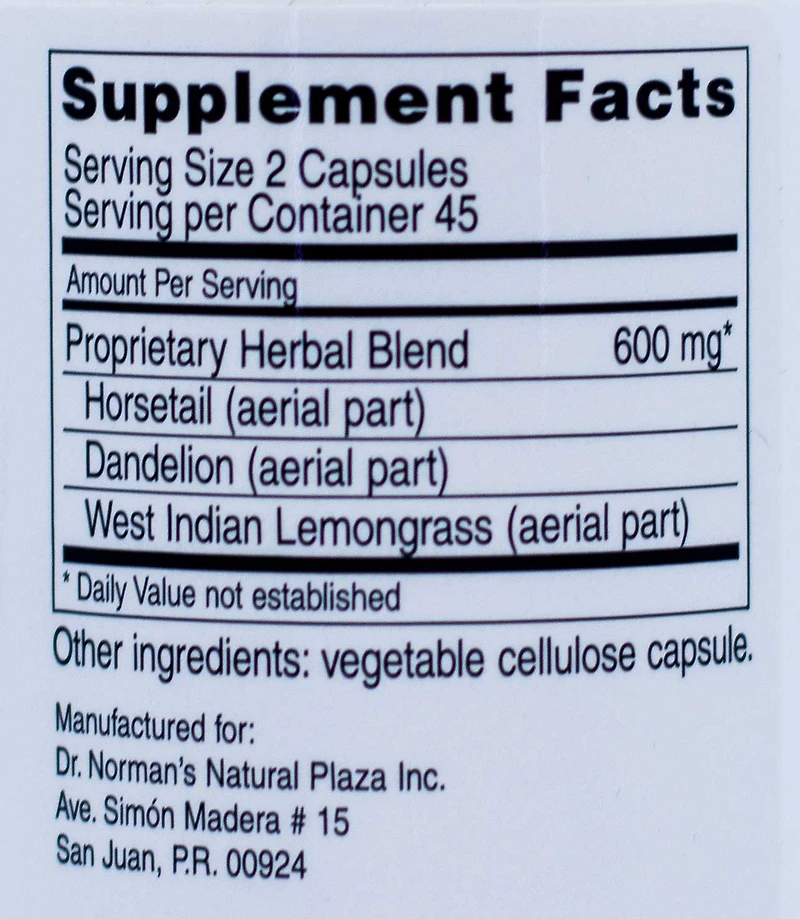 Supplement Facts
Serving Size 2 Capsules
Serving per Container 45
Amount Per Serving
Proprietary Herbal Blend 600 mg*
Horsetail (aerial part)
Dandelion (aerial part)
West Indian Lemongrass (aerial part)
* Daily Value not established
Other ingredients: vegetable cellulose capsule.
Manufactured for:
Dr. Norman's Natural Plaza Inc.
Ave. Simón Madera # 15
San Juan, P.R. 00924